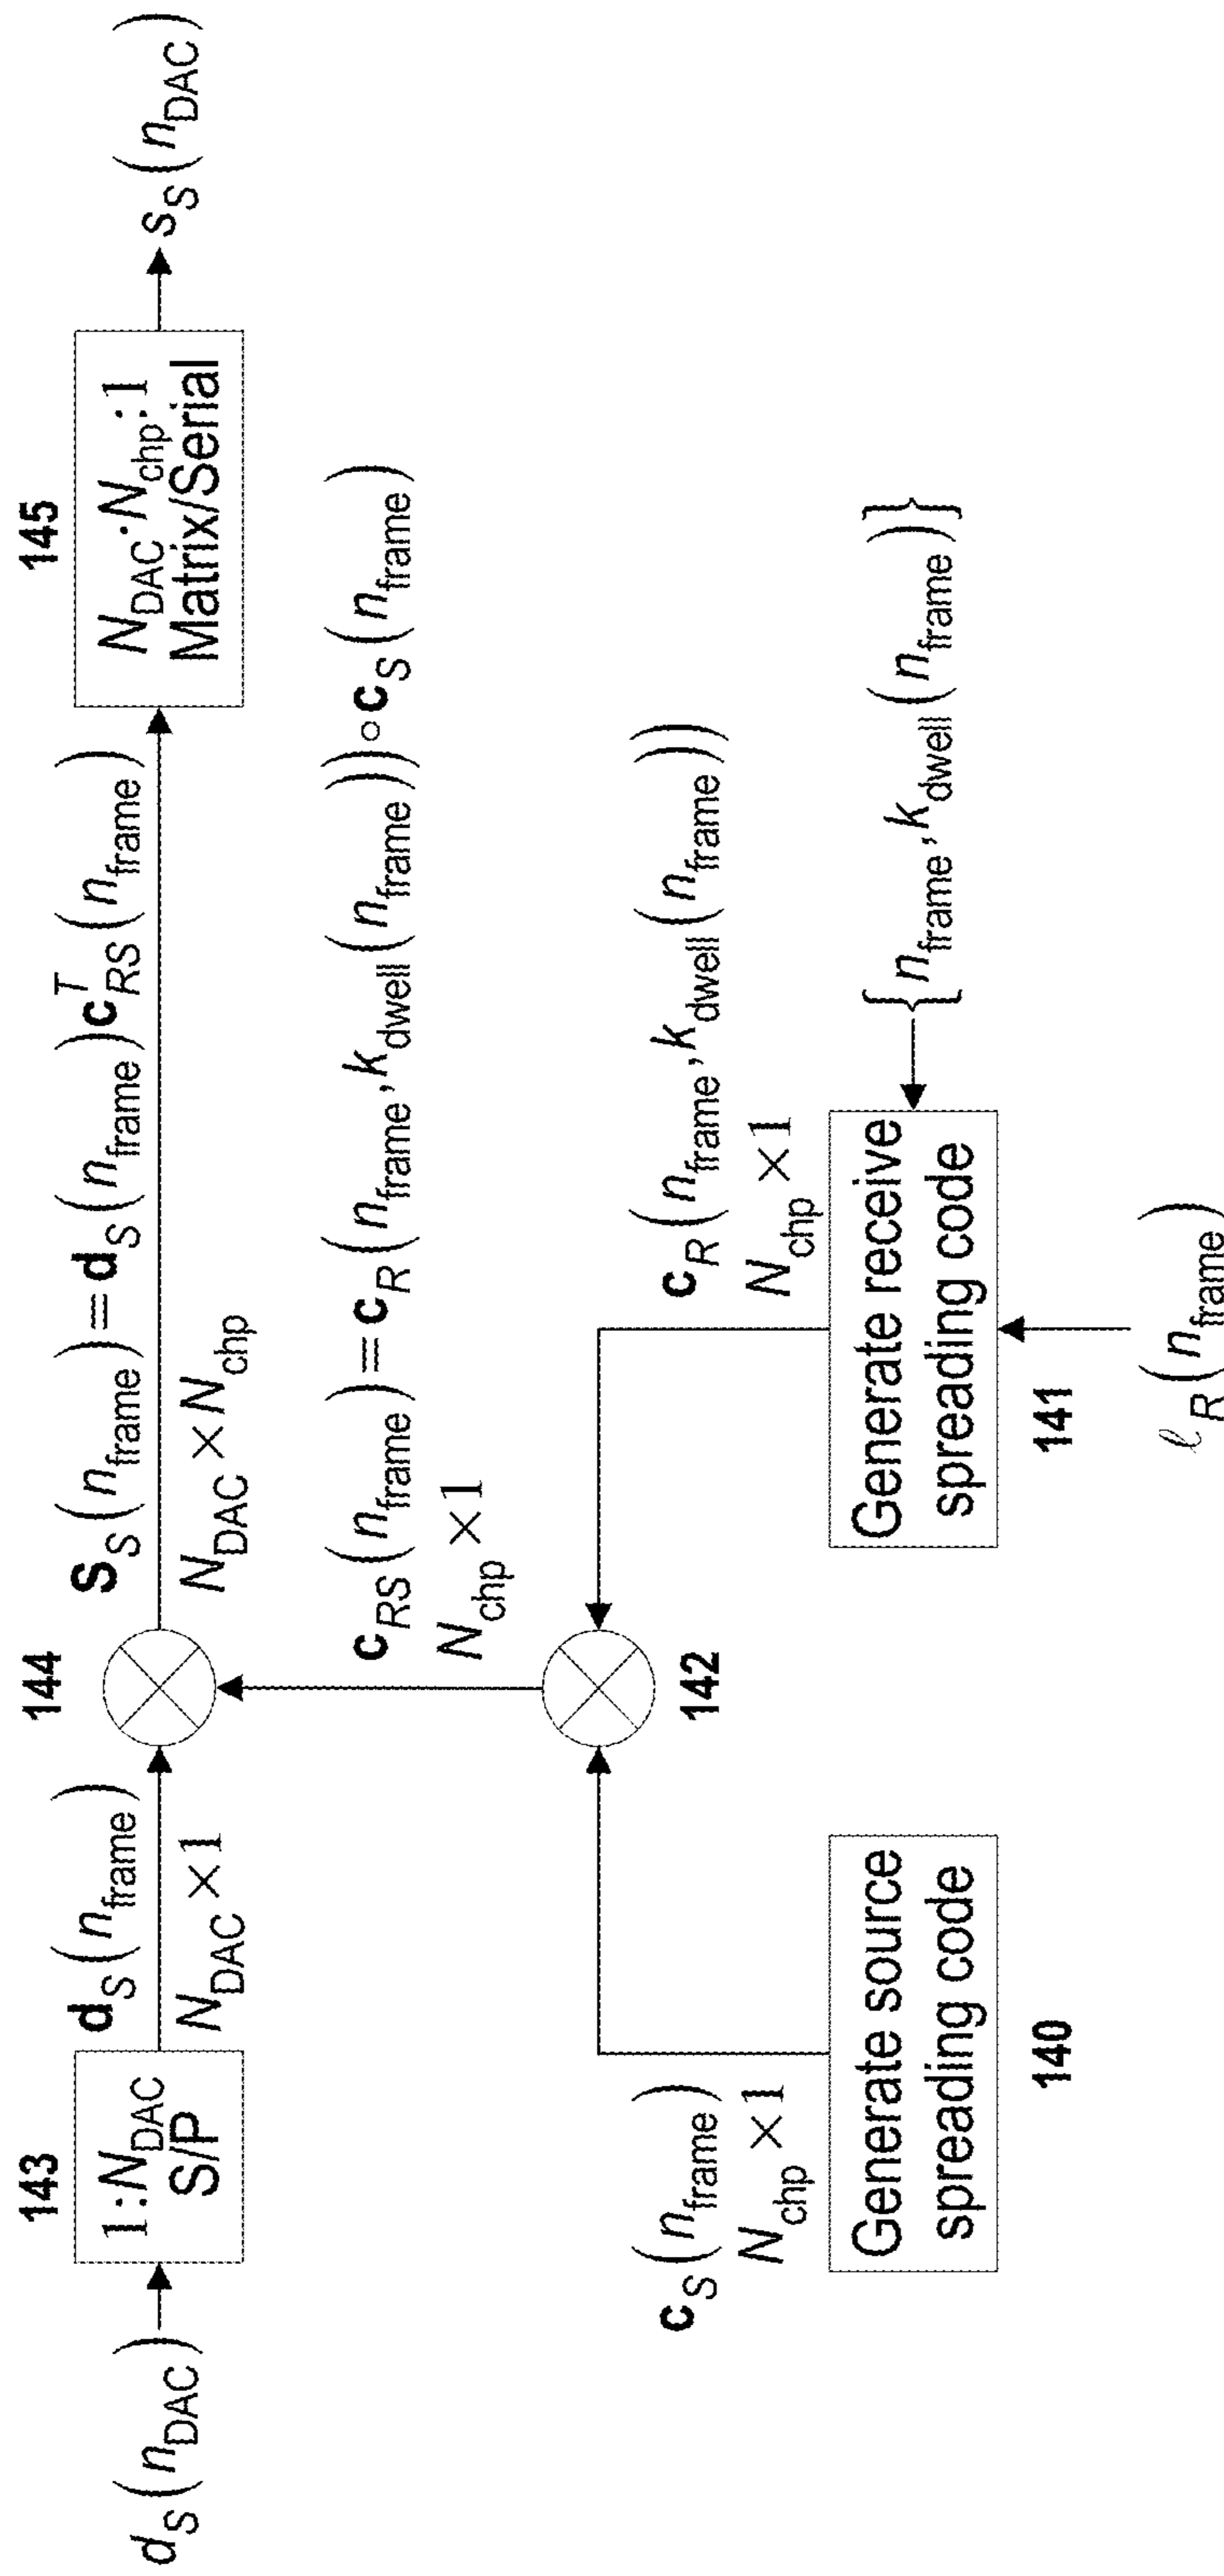 143
144
145
d_S(n_DAC)
1:N_DAC
S/P
d_S(n_frame)
N_DAC×1
S_S(n_frame)=d_S(n_frame)c_RS^T(n_frame)
N_DAC×N_chp
N_DAC·N_chp:1
Matrix/Serial
s_S(n_DAC)
c_RS(n_frame)=c_R(n_frame,k_dwell(n_frame))∘c_S(n_frame)
N_chp×1
142
c_S(n_frame)
N_chp×1
c_R(n_frame,k_dwell(n_frame))
N_chp×1
Generate source
spreading code
140
Generate receive
spreading code
141
{n_frame,k_dwell(n_frame)}
ℓ_R(n_frame)